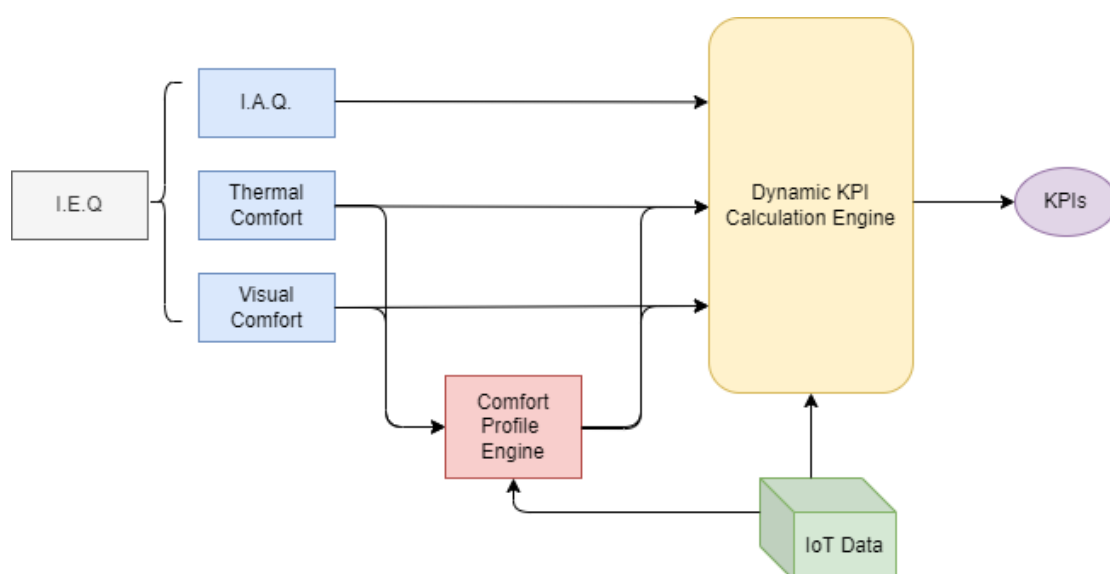 I.A.Q.
I.E.Q
Thermal
Comfort
Visual
Comfort
Dynamic KPI
Calculation Engine
KPIs
Comfort
Profile
Engine
IoT Data